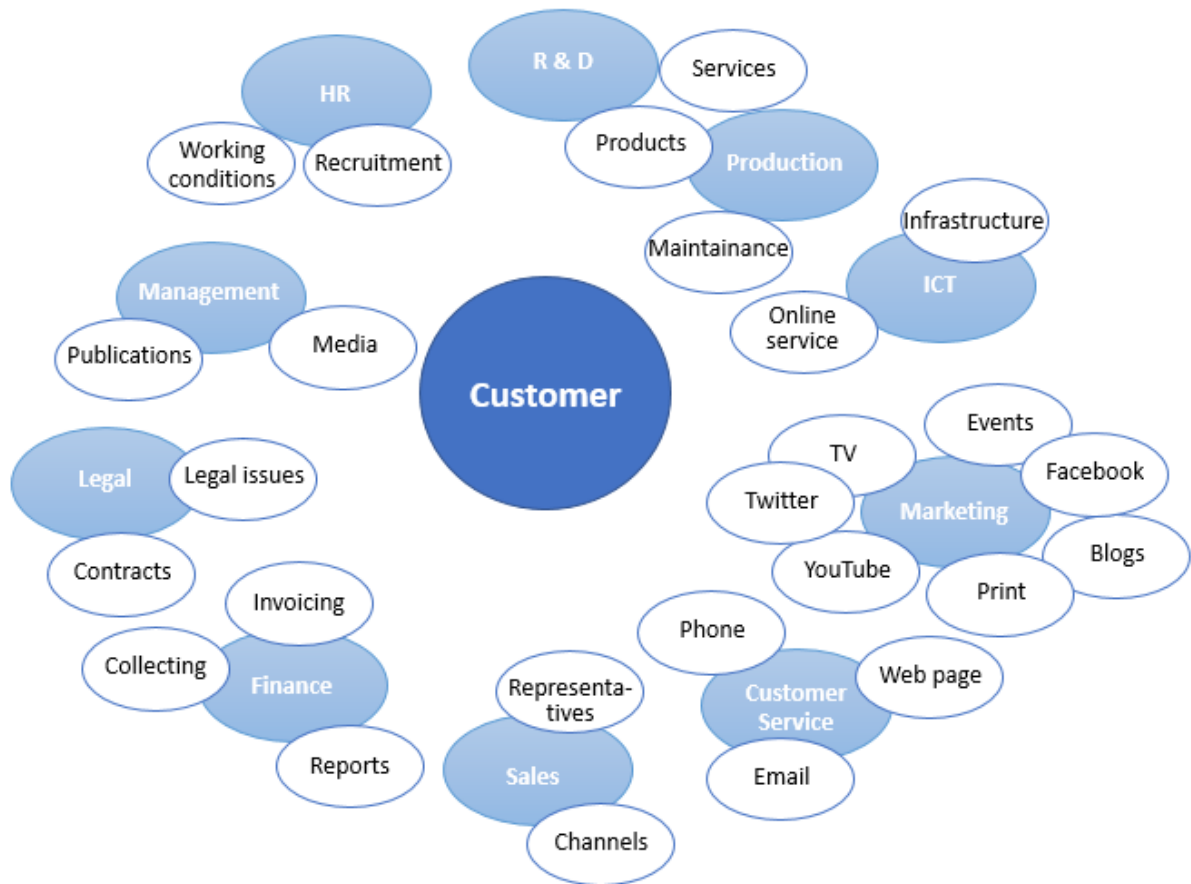 R & D
Services
HR
Products
Production
Working
conditions
Recruitment
Infrastructure
Maintainance
ICT
Management
Online
service
Publications
Media
Customer
Events
TV
Facebook
Legal
Legal issues
Twitter
Marketing
Blogs
Contracts
YouTube
Print
Invoicing
Phone
Collecting
Web page
Finance
Representa-
tives
Customer
Service
Reports
Sales
Email
Channels